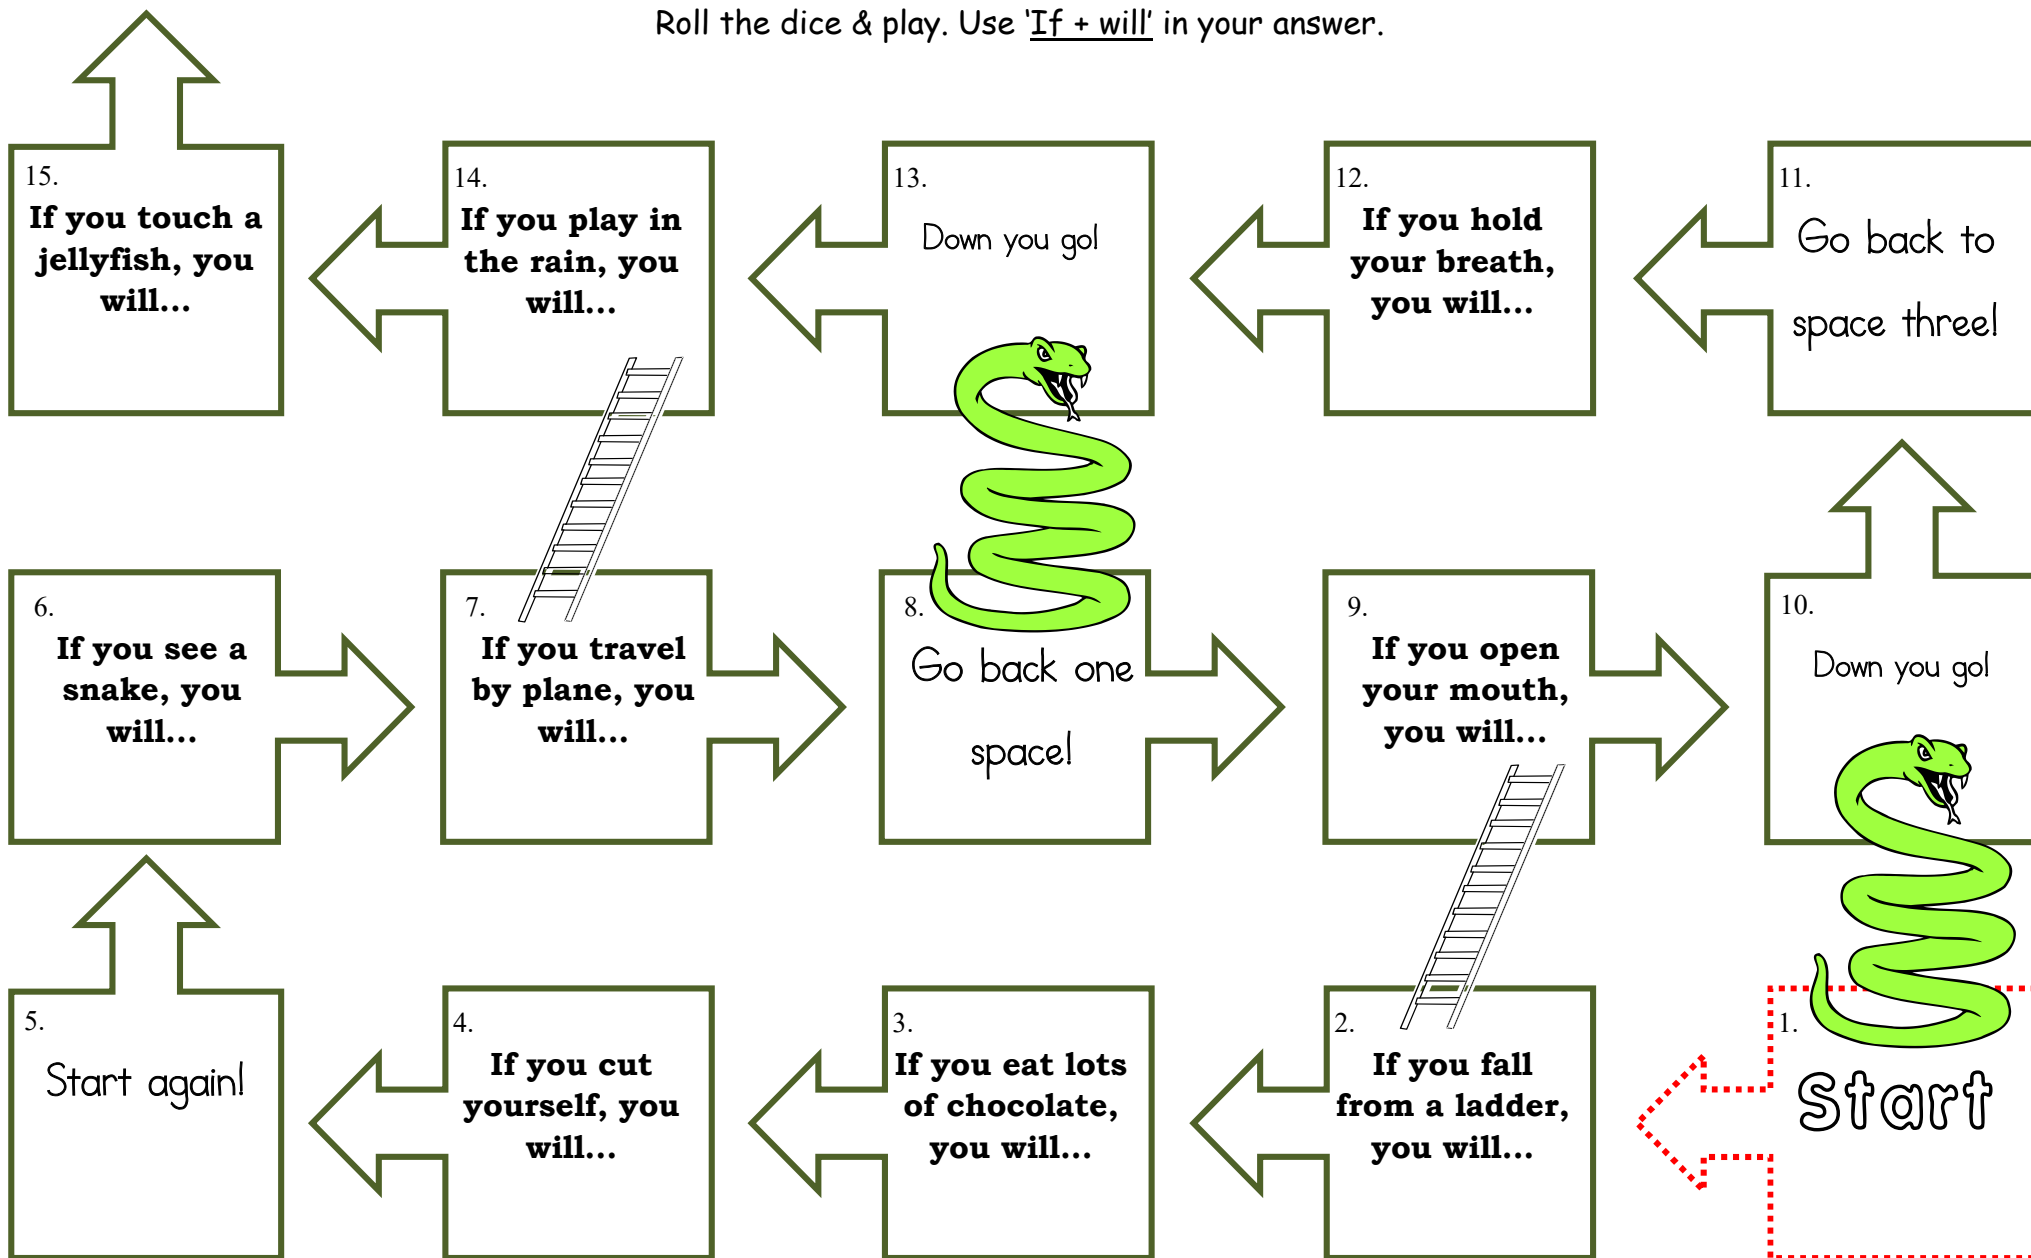 Roll the dice & play. Use ‘If + will’ in your answer.
15.
If you touch a
jellyfish, you
will...
14.
If you play in
the rain, you
will...
13.
Down you go!
12.
If you hold
your breath,
you will...
11.
Go back to
space three!
6.
If you see a
snake, you
will...
7.
If you travel
by plane, you
will...
8.
Go back one
space!
9.
If you open
your mouth,
you will...
10.
Down you go!
5.
Start again!
4.
If you cut
yourself, you
will...
3.
If you eat lots
of chocolate,
you will...
2.
If you fall
from a ladder,
you will...
1.
Start